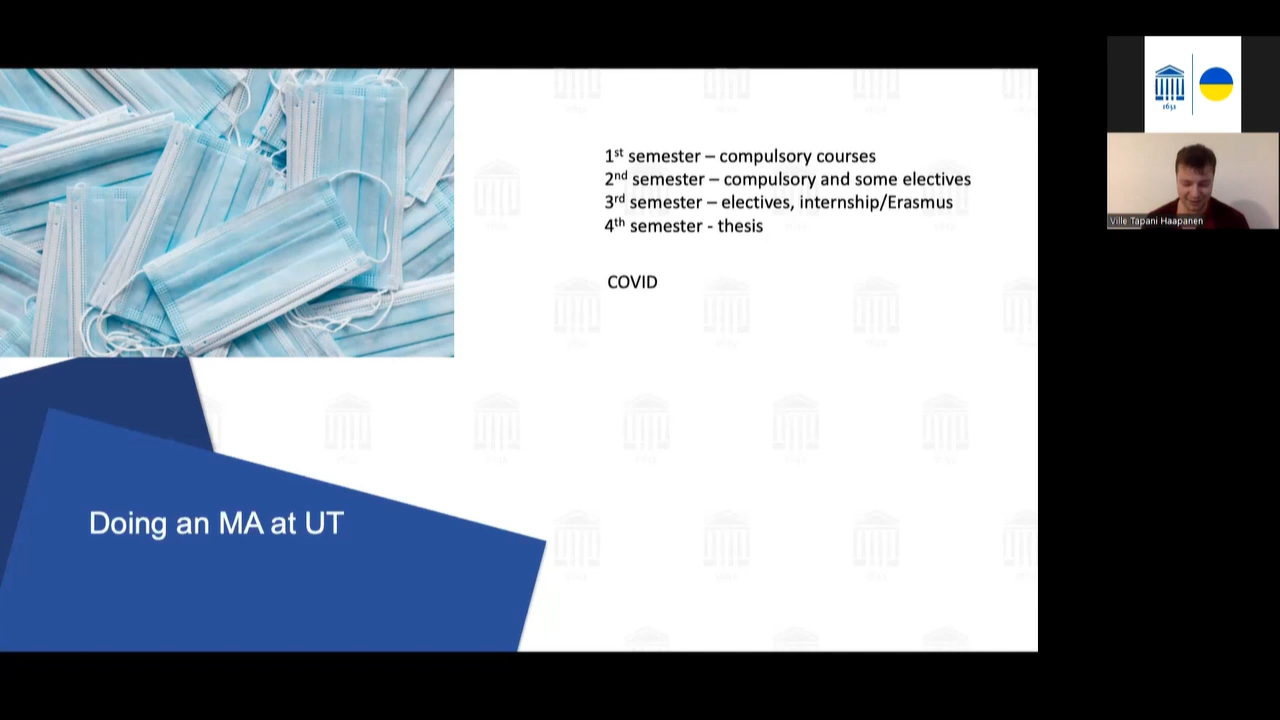 1st semester – compulsory courses
2nd semester – compulsory and some electives
3rd semester – electives, internship/Erasmus
4th semester - thesis
COVID
Doing an MA at UT
1632
Ville Tapani Haapanen